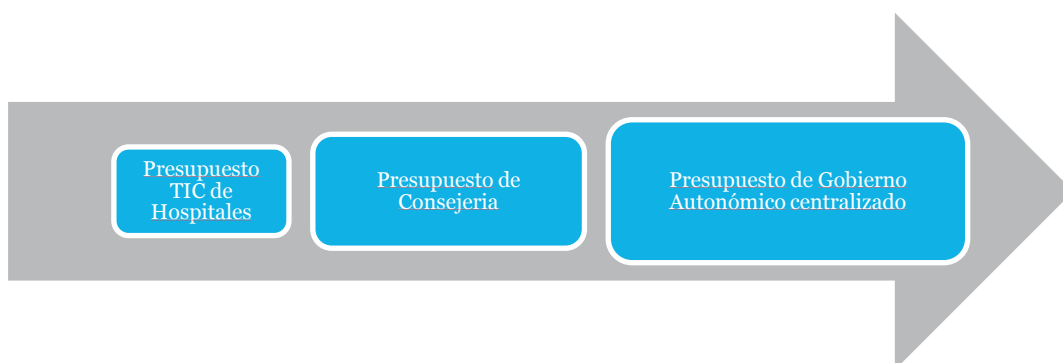 Presupuesto
TIC de
Hospitales
Presupuesto de
Consejeria
Presupuesto de Gobierno
Autonómico centralizado